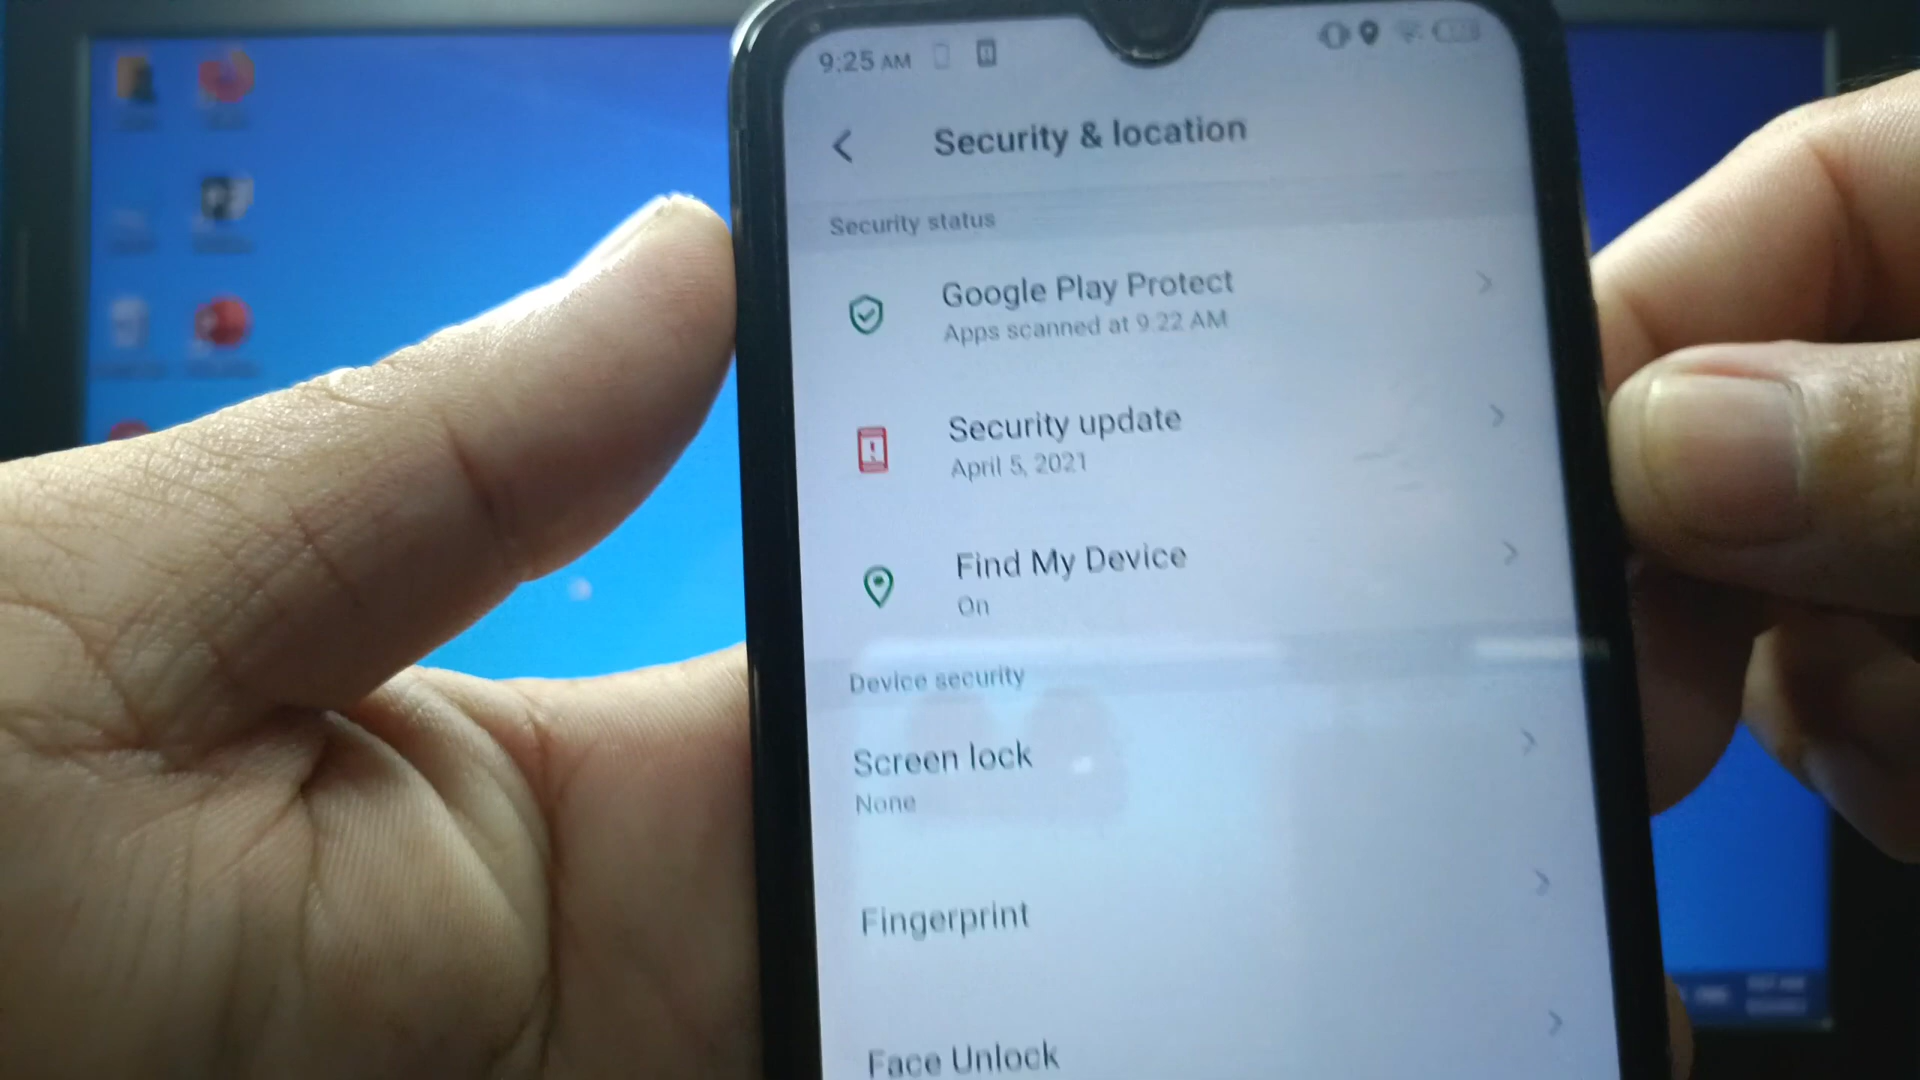 9:25 AM
Security & location
Security status
Google Play Protect
Apps scanned at 9:22 AM
Security update
April 5, 2021
Find My Device
On
Device security
Screen lock
None
Fingerprint
Face Unlock